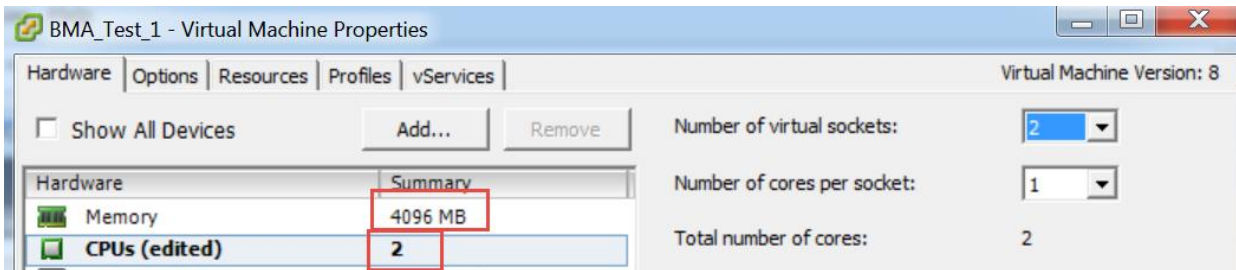 BMA_Test_1 - Virtual Machine Properties
Hardware Options Resources Profiles vServices Virtual Machine Version: 8
Show All Devices Add... Remove Number of virtual sockets: 2
Hardware Summary Number of cores per socket: 1
Memory 4096 MB
CPUs (edited) 2 Total number of cores: 2